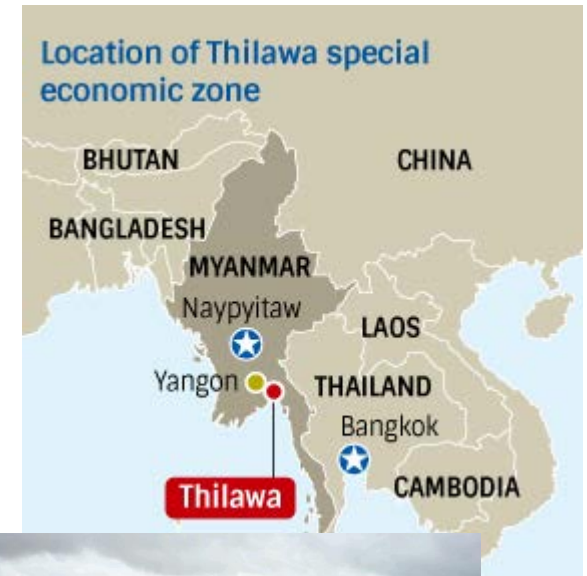 Location of Thilawa special
economic zone
BHUTAN
CHINA
BANGLADESH
MYANMAR
Naypyitaw
LAOS
Yangon
THAILAND
Bangkok
Thilawa
CAMBODIA